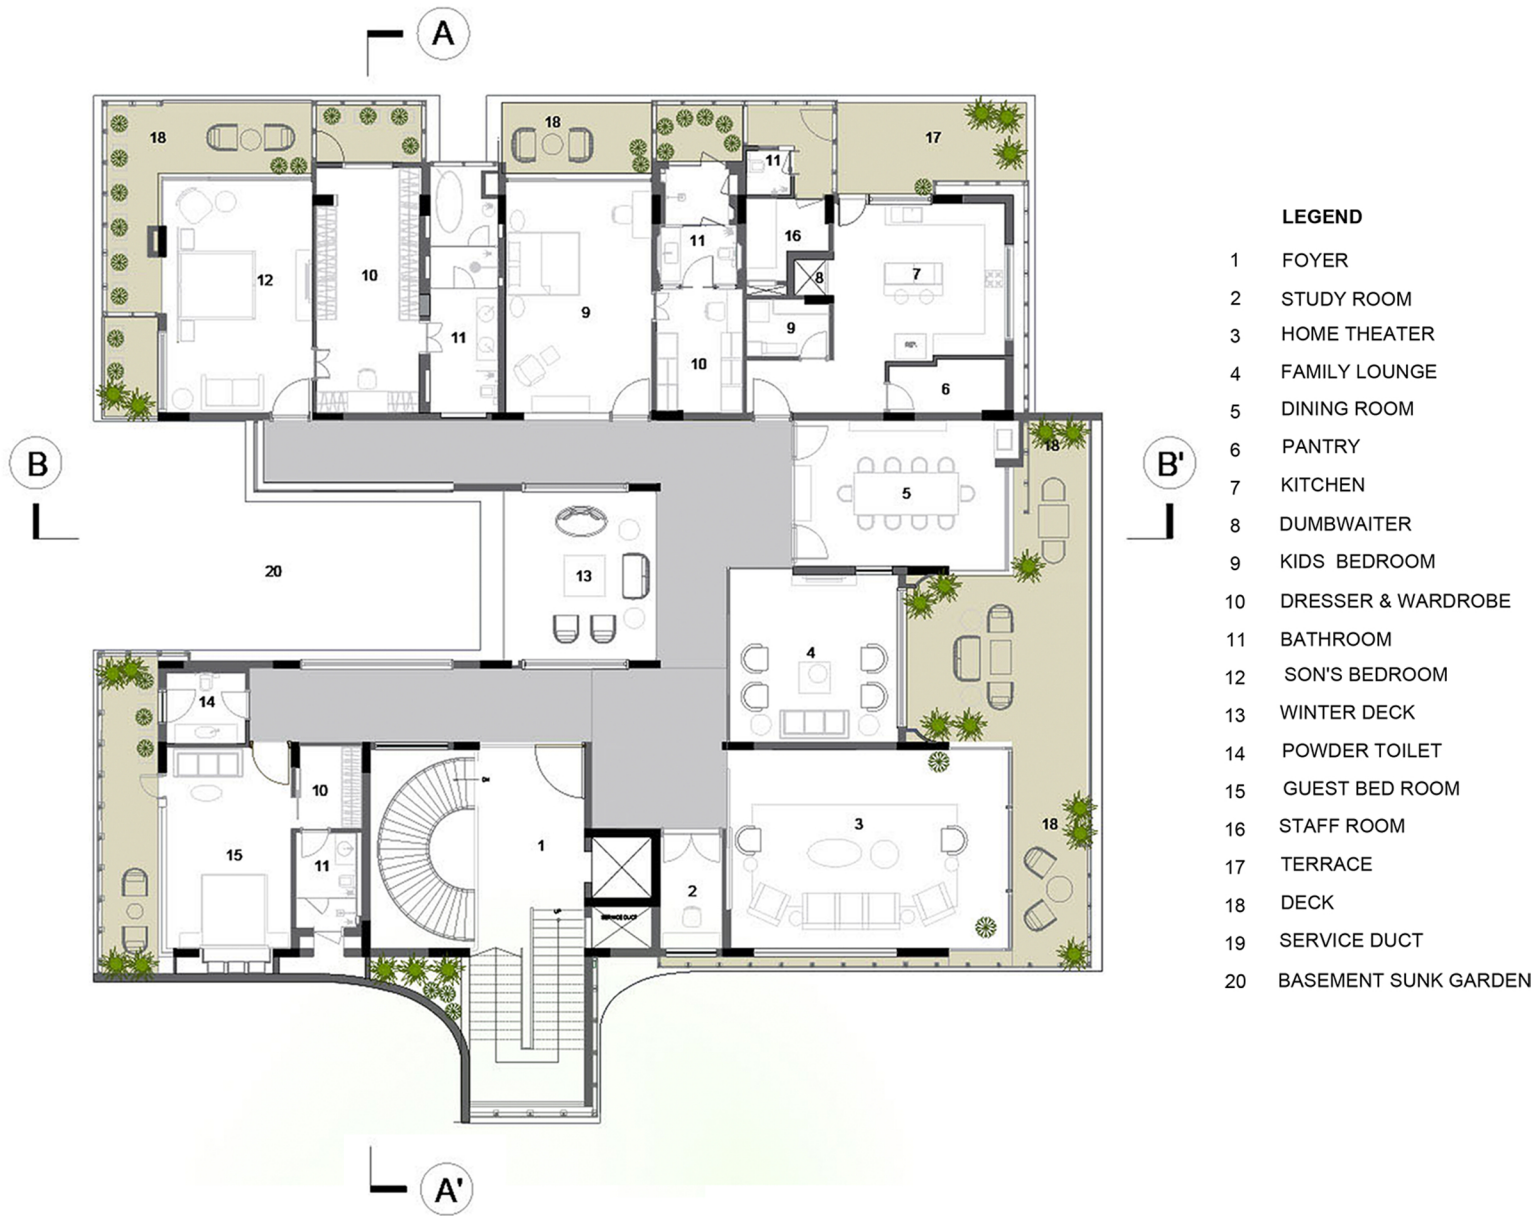 A
18
18
17
11
16
11
12
10
7
8
9
11
9
10
REF.
6
B
18
B'
5
20
13
4
14
DN
10
3
18
1
15
11
2
UP
SERVICE DUCT
A'
LEGEND
1 FOYER
2 STUDY ROOM
3 HOME THEATER
4 FAMILY LOUNGE
5 DINING ROOM
6 PANTRY
7 KITCHEN
8 DUMBWAITER
9 KIDS BEDROOM
10 DRESSER & WARDROBE
11 BATHROOM
12 SON'S BEDROOM
13 WINTER DECK
14 POWDER TOILET
15 GUEST BED ROOM
16 STAFF ROOM
17 TERRACE
18 DECK
19 SERVICE DUCT
20 BASEMENT SUNK GARDEN